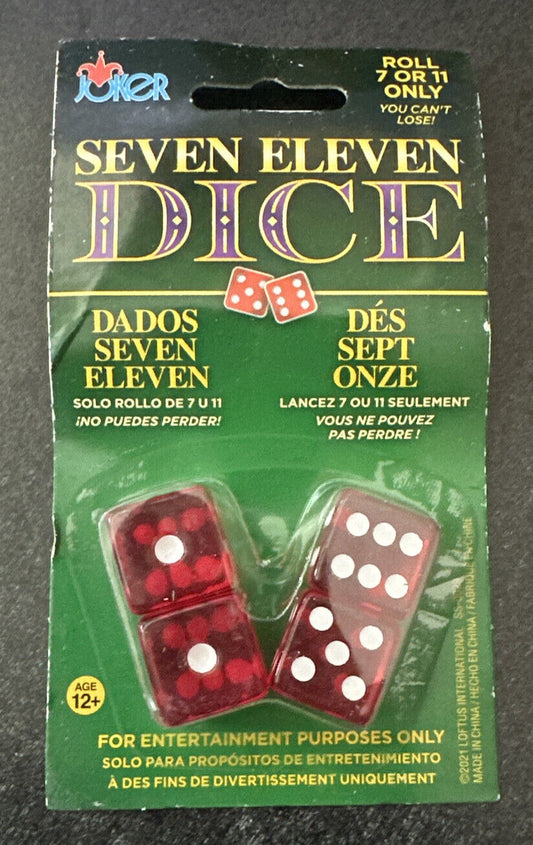 JOKER
ROLL
7 OR 11
ONLY
YOU CAN'T
LOSE!
SEVEN ELEVEN
DICE
DADOS
SEVEN
ELEVEN
SOLO ROLLO DE 7 U 11
¡NO PUEDES PERDER!
DÉS
SEPT
ONZE
LANCEZ 7 OU 11 SEULEMENT
VOUS NE POUVEZ
PAS PERDRE !
AGE
12+
FOR ENTERTAINMENT PURPOSES ONLY
SOLO PARA PROPÓSITOS DE ENTRETENIMIENTO
À DES FINS DE DIVERTISSEMENT UNIQUEMENT
©2021 LOFTUS INTERNATIONAL
MADE IN CHINA / HECHO EN CHINA / FABRIQUÉ EN CHINE